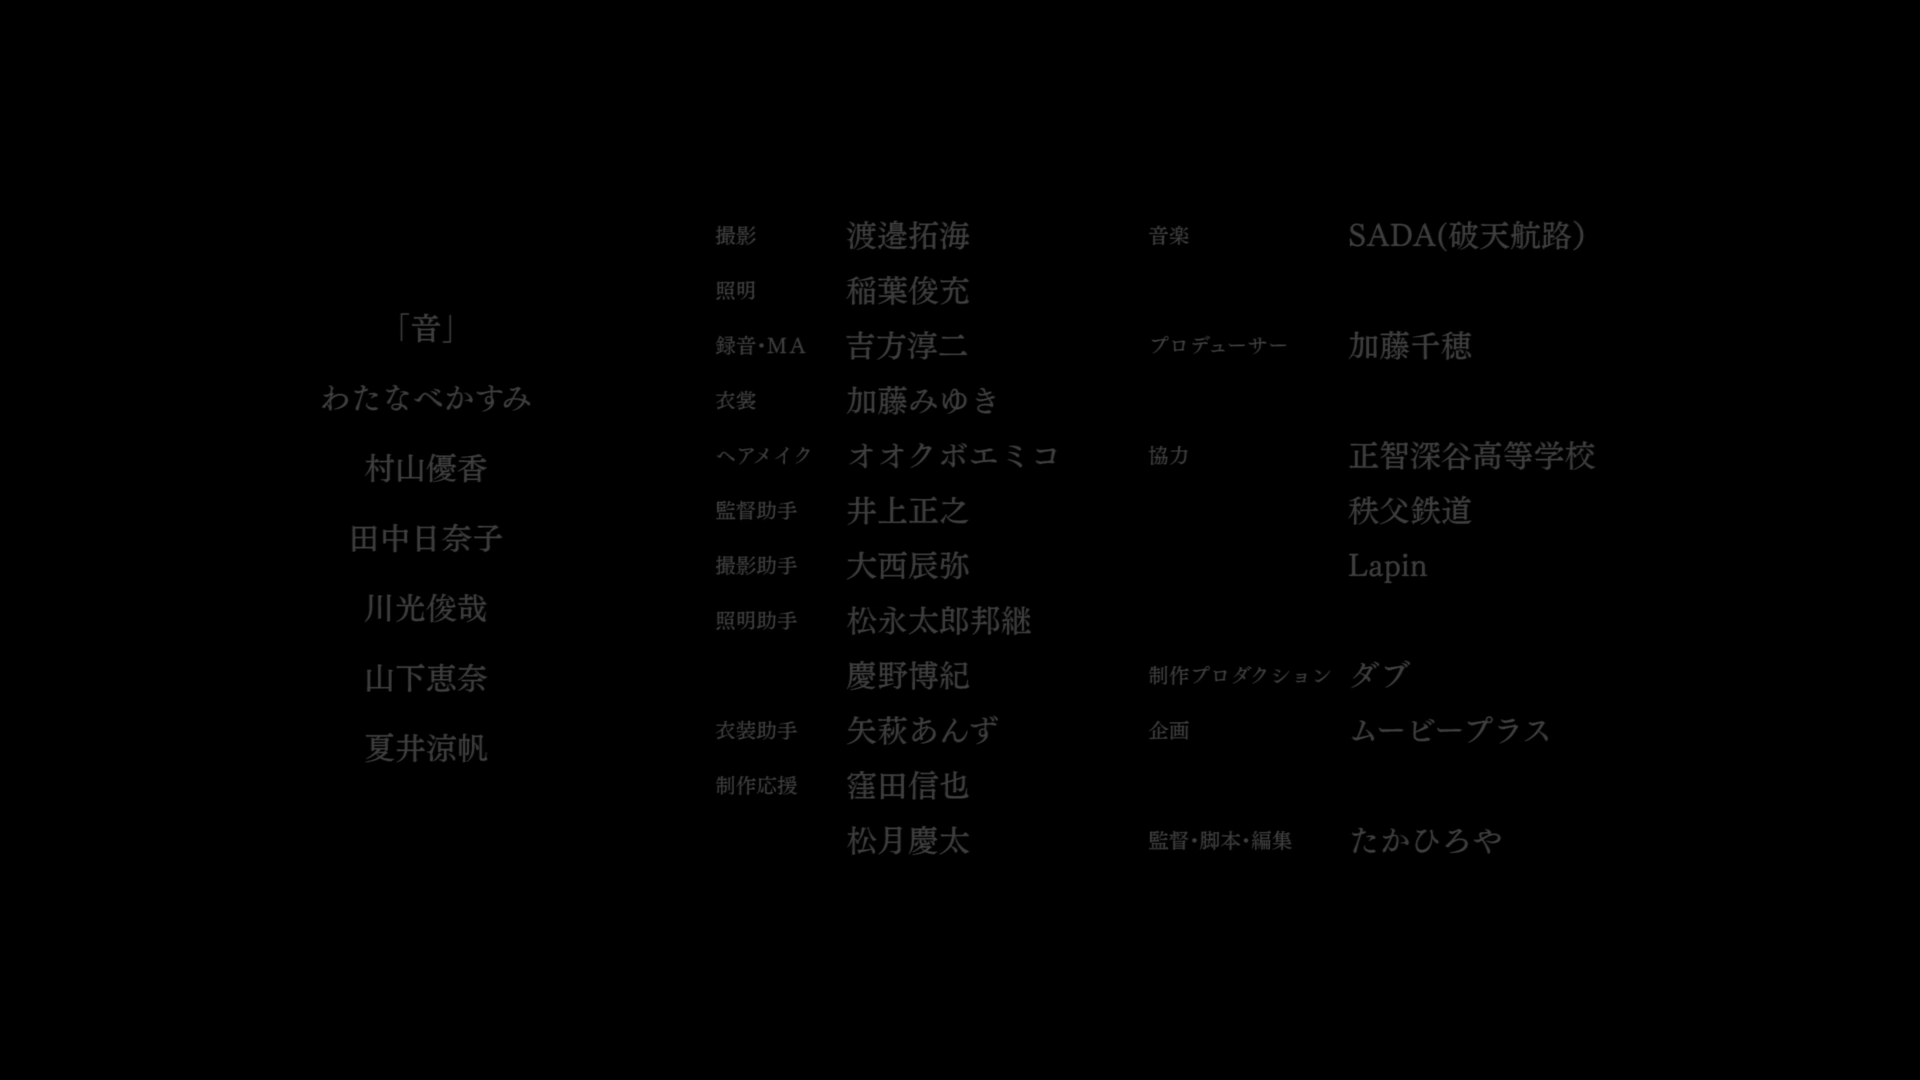 「音」
わたなべかすみ
村山優香
田中日奈子
川光俊哉
山下恵奈
夏井涼帆
撮影 渡邉拓海
照明 稲葉俊充
録音・MA 吉方淳二
衣裳 加藤みゆき
ヘアメイク オオクボエミコ
監督助手 井上正之
撮影助手 大西辰弥
照明助手 松永太郎邦継
慶野博紀
衣装助手 矢萩あんず
制作応援 窪田信也
松月慶太
音楽 SADA(破天航路）
プロデューサー 加藤千穂
協力 正智深谷高等学校
秩父鉄道
Lapin
制作プロダクション ダブ
企画 ムービープラス
監督・脚本・編集 たかひろや